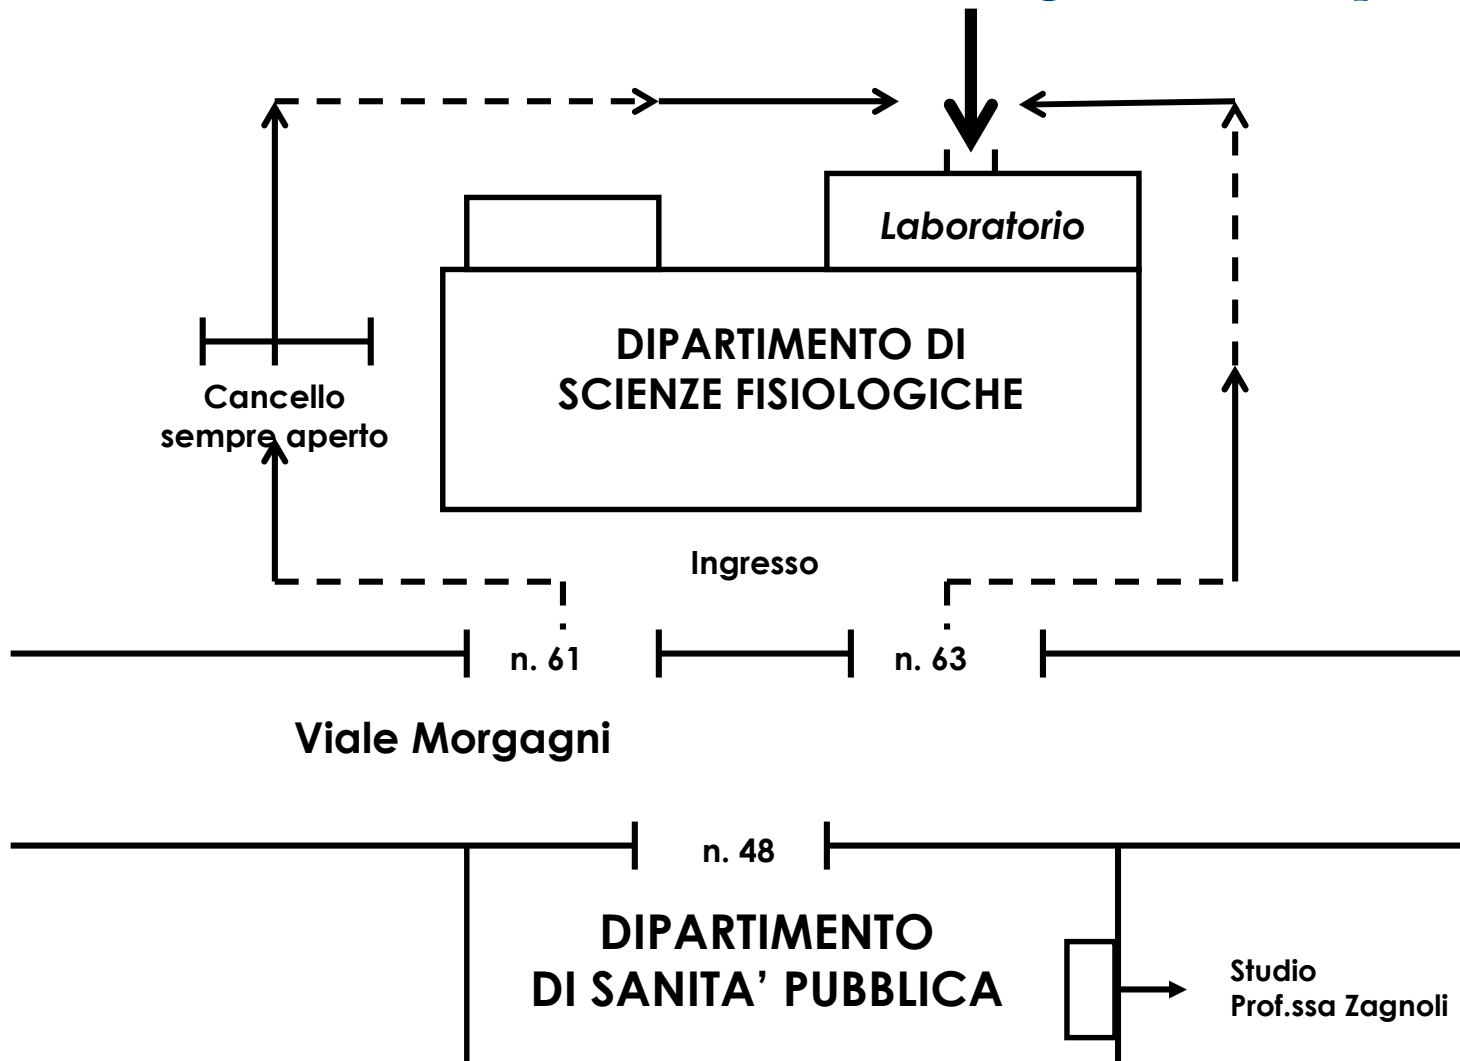 Laboratorio
DIPARTIMENTO DI
SCIENZE FISIOLOGICHE
Cancello
sempre aperto
Ingresso
n. 61
n. 63
Viale Morgagni
n. 48
DIPARTIMENTO
DI SANITA’ PUBBLICA
Studio
Prof.ssa Zagnoli